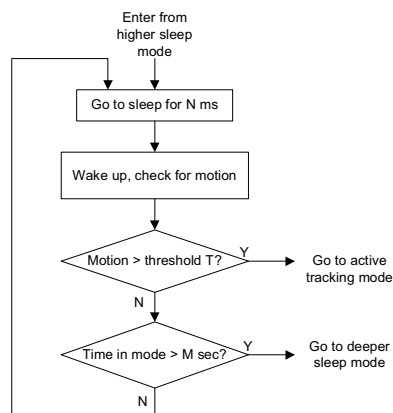 Enter from
higher sleep
mode
Go to sleep for N ms
Wake up, check for motion
Motion > threshold T?
Y
Go to active
tracking mode
N
Time in mode > M sec?
Y
Go to deeper
sleep mode
N